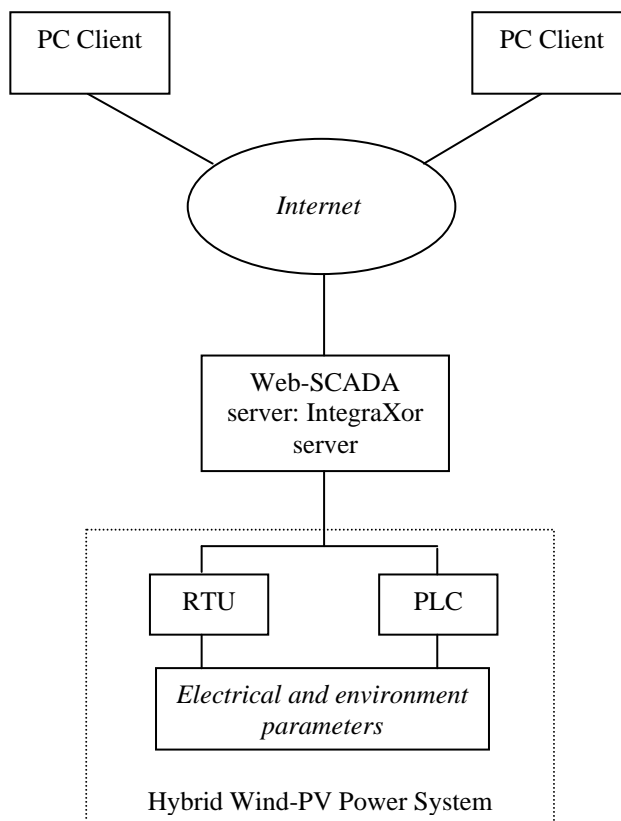 PC Client
PC Client
Internet
Web-SCADA
server: IntegraXor
server
RTU
PLC
Electrical and environment
parameters
Hybrid Wind-PV Power System